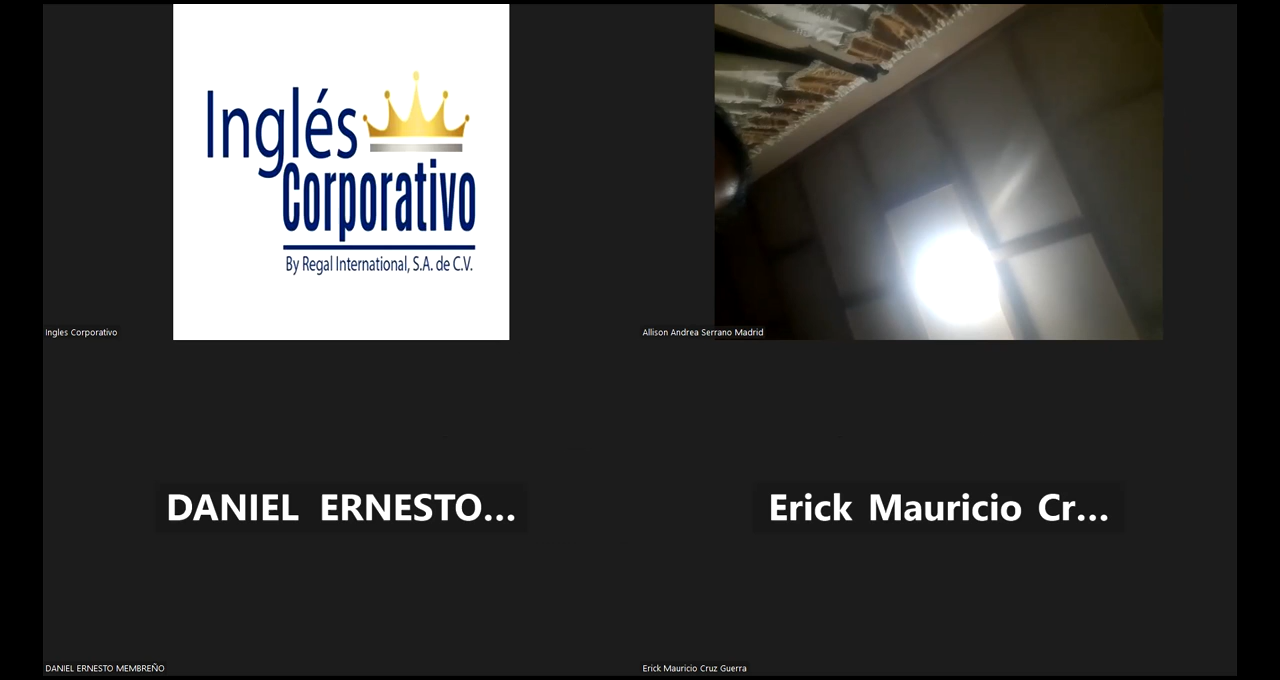 Inglés
Corporativo
By Regal International, S.A. de C.V.
Ingles Corporativo
Allison Andrea Serrano Madrid
DANIEL ERNESTO...
Erick Mauricio Cr...
DANIEL ERNESTO MEMBREÑO
Erick Mauricio Cruz Guerra